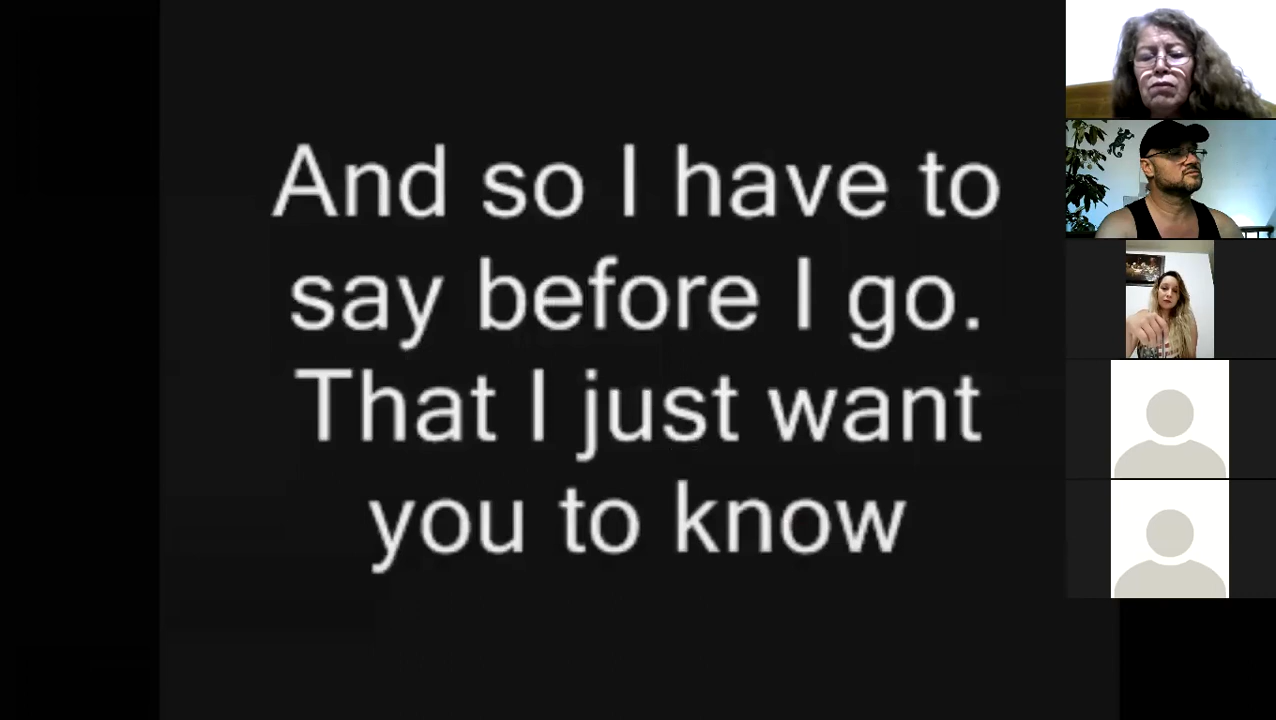 And so I have to
say before I go.
That I just want
you to know